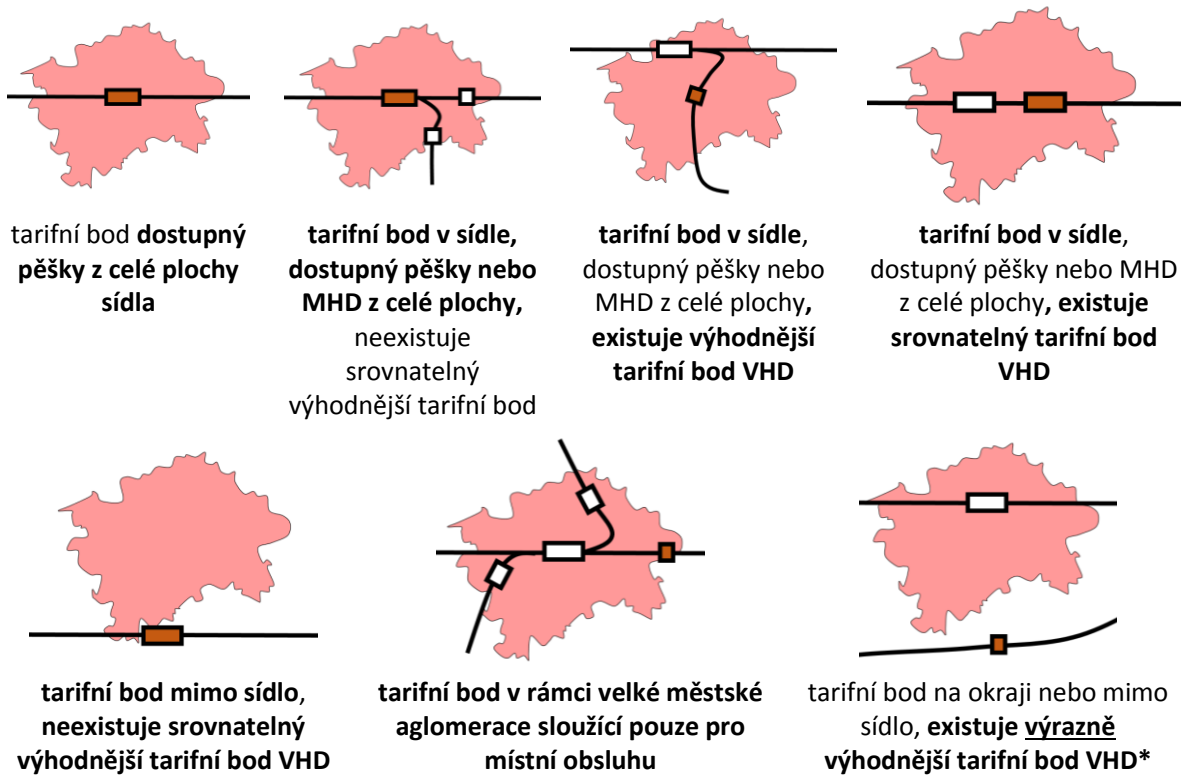 tarifní bod dostupný
pěšky z celé plochy
sídla
tarifní bod v sídle,
dostupný pěšky nebo
MHD z celé plochy,
neexistuje
srovnatelný
výhodnější tarifní bod
tarifní bod v sídle,
dostupný pěšky nebo
MHD z celé plochy,
existuje výhodnější
tarifní bod VHD
tarifní bod v sídle,
dostupný pěšky nebo MHD
z celé plochy, existuje
srovnatelný tarifní bod
VHD
tarifní bod mimo sídlo,
neexistuje srovnatelný
výhodnější tarifní bod VHD
tarifní bod v rámci velké městské
aglomerace sloužící pouze pro
místní obsluhu
tarifní bod na okraji nebo mimo
sídlo, existuje výrazně
výhodnější tarifní bod VHD*